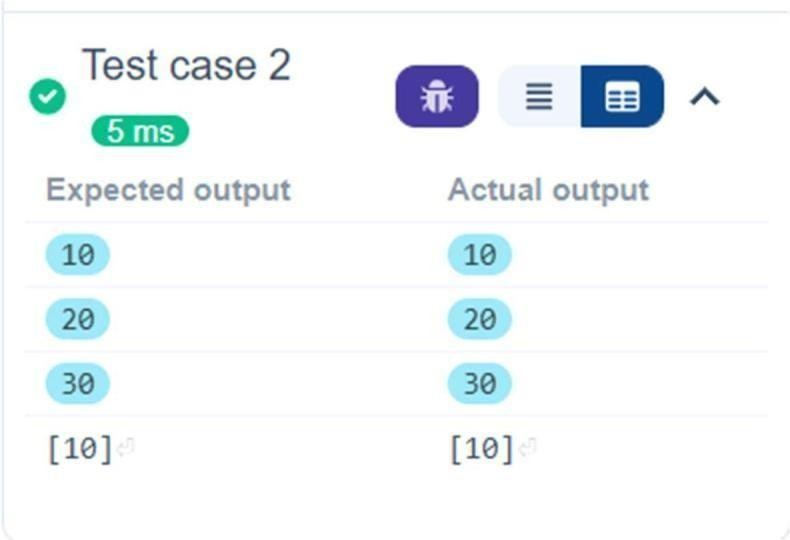 Test case 2
5 ms
Expected output Actual output
10 10
20 20
30 30
[10]⏎ [10]⏎